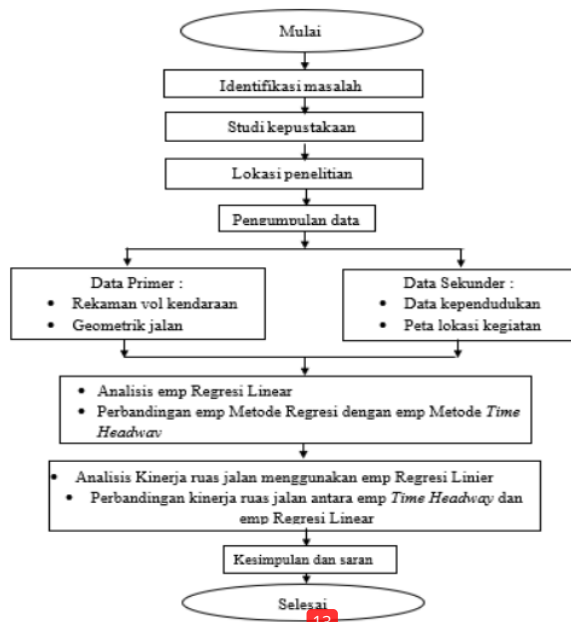 Mulai
Identifikasi masalah
Studi kepustakaan
Lokasi penelitian
Pengumpulan data
Data Primer :
• Rekaman vol kendaraan
• Geometrik jalan
Data Sekunder :
• Data kependudukan
• Peta lokasi kegiatan
• Analisis emp Regresi Linear
• Perbandingan emp Metode Regresi dengan emp Metode Time
Headway
• Analisis Kinerja ruas jalan menggunakan emp Regresi Linier
• Perbandingan kinerja ruas jalan antara emp Time Headway dan
emp Regresi Linear
Kesimpulan dan saran
Selesai
13